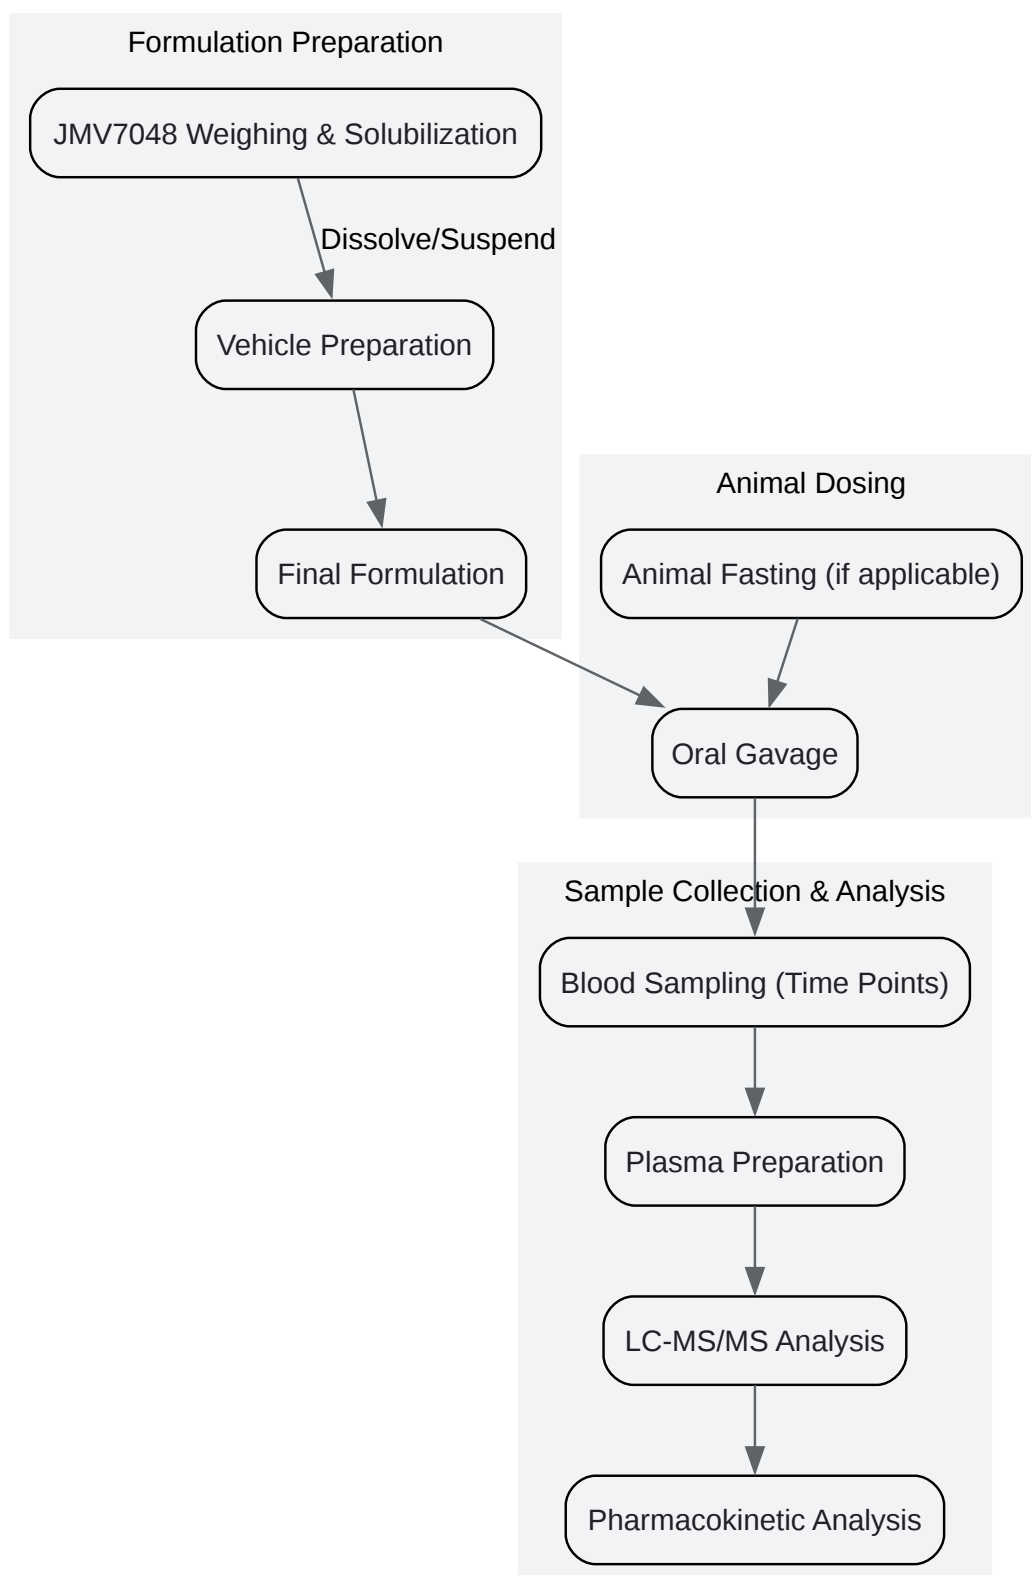 Formulation Preparation
JMV7048 Weighing & Solubilization
Dissolve/Suspend
Vehicle Preparation
Final Formulation
Animal Dosing
Animal Fasting (if applicable)
Oral Gavage
Sample Collection & Analysis
Blood Sampling (Time Points)
Plasma Preparation
LC-MS/MS Analysis
Pharmacokinetic Analysis